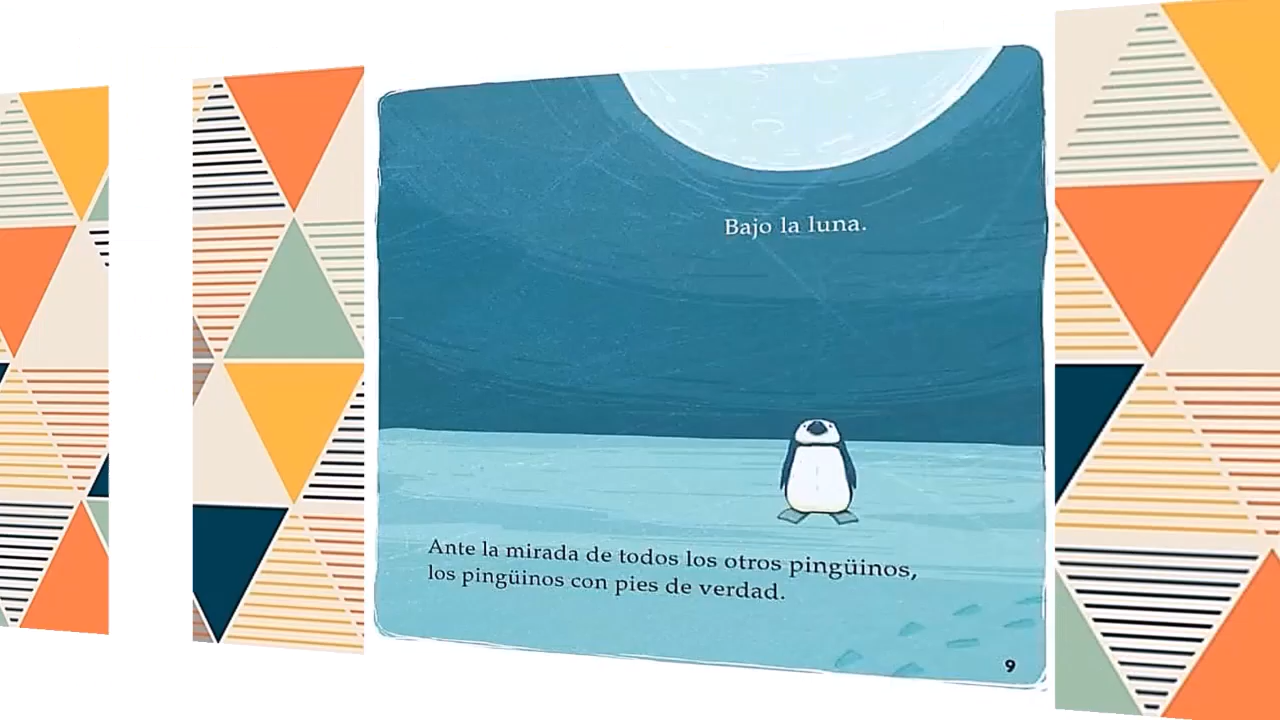 Bajo la luna.
Ante la mirada de todos los otros pingüinos,
los pingüinos con pies de verdad.
9